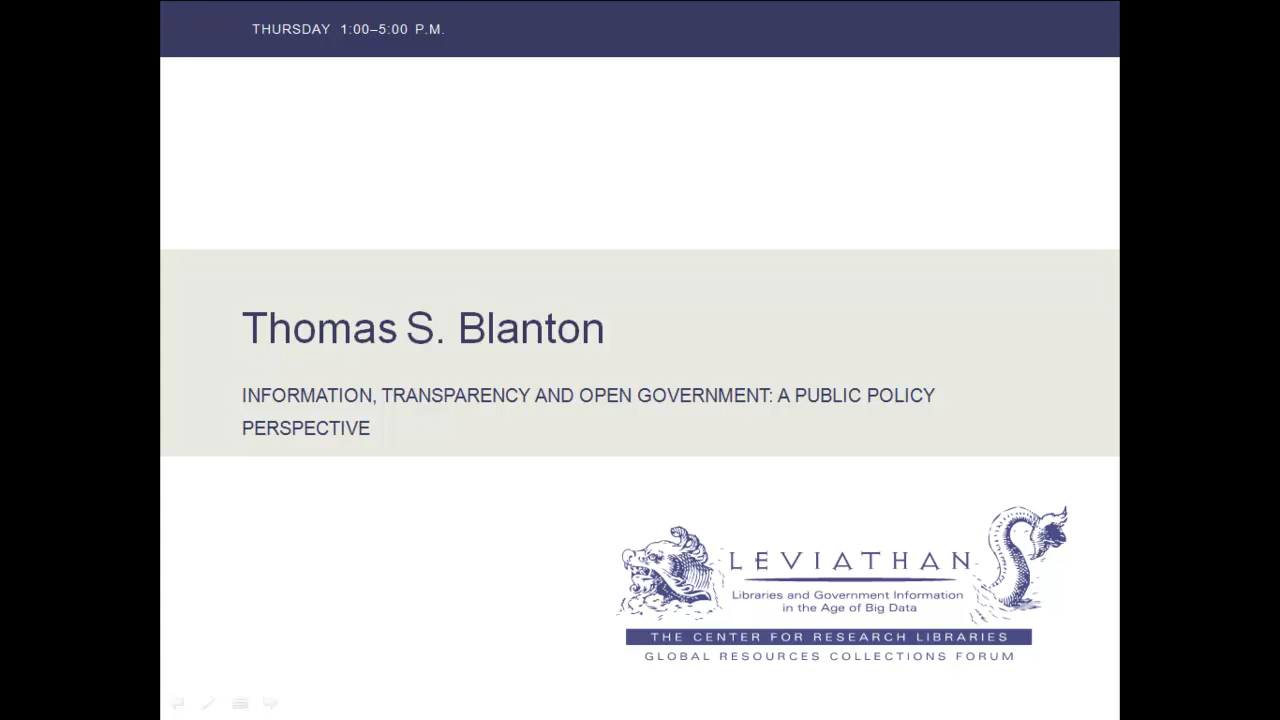 THURSDAY 1:00–5:00 P.M.
Thomas S. Blanton
INFORMATION, TRANSPARENCY AND OPEN GOVERNMENT: A PUBLIC POLICY
PERSPECTIVE
LEVIATHAN
Libraries and Government Information
in the Age of Big Data
THE CENTER FOR RESEARCH LIBRARIES
GLOBAL RESOURCES COLLECTIONS FORUM